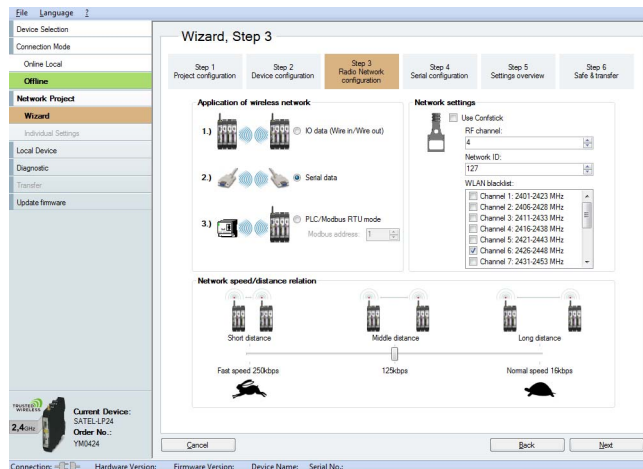 File Language ?
Device Selection
Connection Mode
Online Local
Offline
Network Project
Wizard
Individual Settings
Local Device
Diagnostic
Transfer
Update firmware
TRUSTED WIRELESS
2,4GHz
Current Device:
SATEL-LP24
Order No.:
YM0424
Wizard, Step 3
Step 1
Project configuration
Step 2
Device configuration
Step 3
Radio Network
configuration
Step 4
Serial configuration
Step 5
Settings overview
Step 6
Safe & transfer
Application of wireless network
1.) IO data (Wire in/Wire out)
2.) Serial data
3.) PLC/Modbus RTU mode
Modbus address: 1
Network settings
Use Confstick
RF channel:
4
Network ID:
127
WLAN blacklist:
Channel 1: 2401-2423 MHz
Channel 2: 2406-2428 MHz
Channel 3: 2411-2433 MHz
Channel 4: 2416-2438 MHz
Channel 5: 2421-2443 MHz
Channel 6: 2426-2448 MHz
Channel 7: 2431-2453 MHz
Network speed/distance relation
Short distance Middle distance Long distance
Fast speed 250kbps 125kbps Normal speed 16kbps
Cancel Back Next
Connection: Hardware Version: Firmware Version: Device Name: Serial No.: